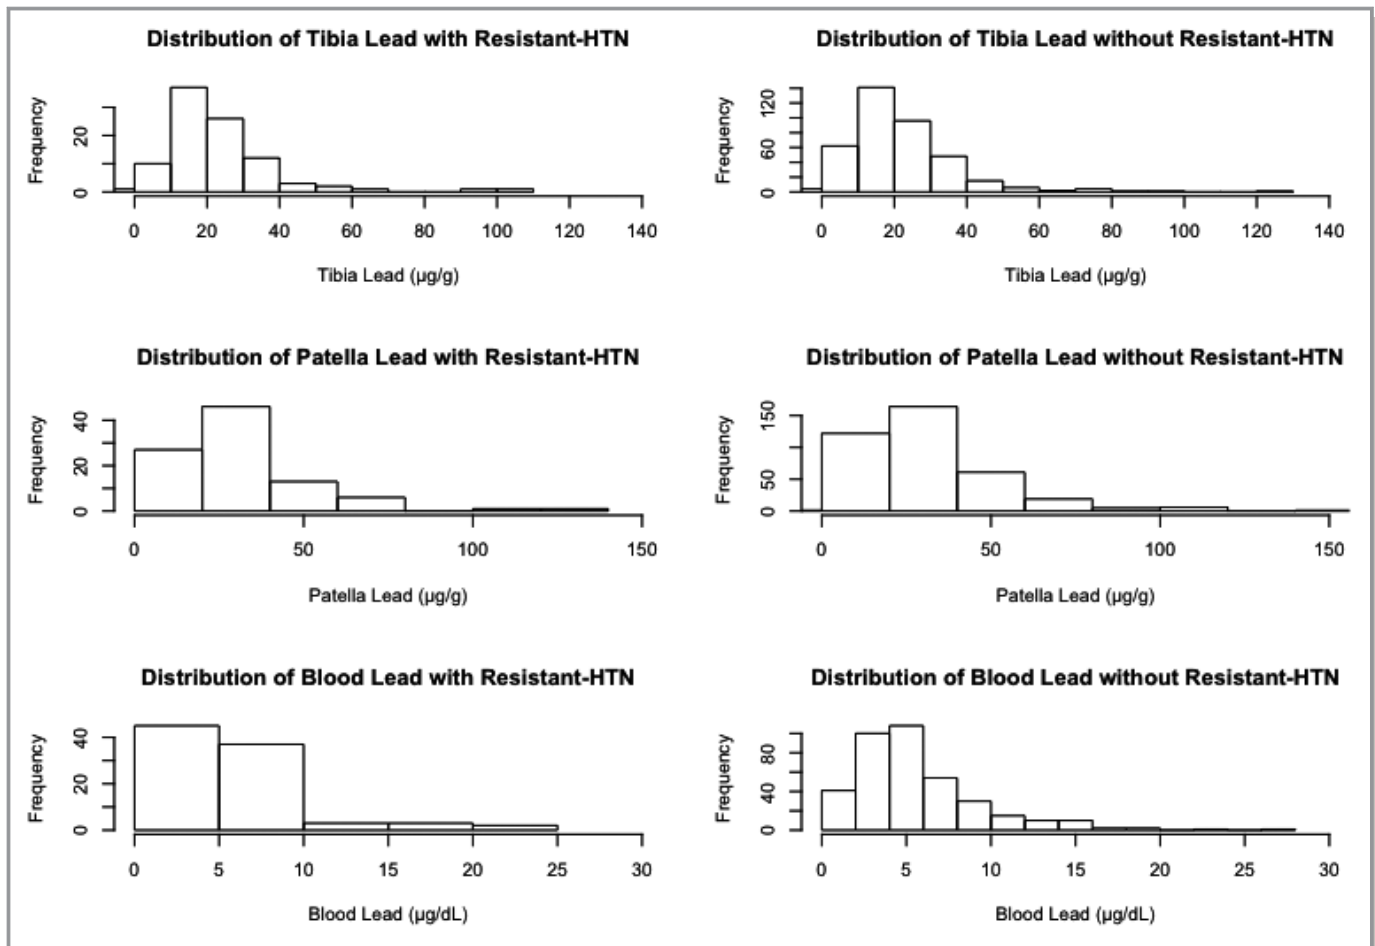 Distribution of Tibia Lead with Resistant-HTN
Frequency
20
0
0 20 40 60 80 100 120 140
Tibia Lead (µg/g)
Distribution of Tibia Lead without Resistant-HTN
Frequency
120
60
0
0 20 40 60 80 100 120 140
Tibia Lead (µg/g)
Distribution of Patella Lead with Resistant-HTN
Frequency
40
20
0
0 50 100 150
Patella Lead (µg/g)
Distribution of Patella Lead without Resistant-HTN
Frequency
150
50
0
0 50 100 150
Patella Lead (µg/g)
Distribution of Blood Lead with Resistant-HTN
Frequency
40
20
0
0 5 10 15 20 25 30
Blood Lead (µg/dL)
Distribution of Blood Lead without Resistant-HTN
Frequency
80
40
0
0 5 10 15 20 25 30
Blood Lead (µg/dL)